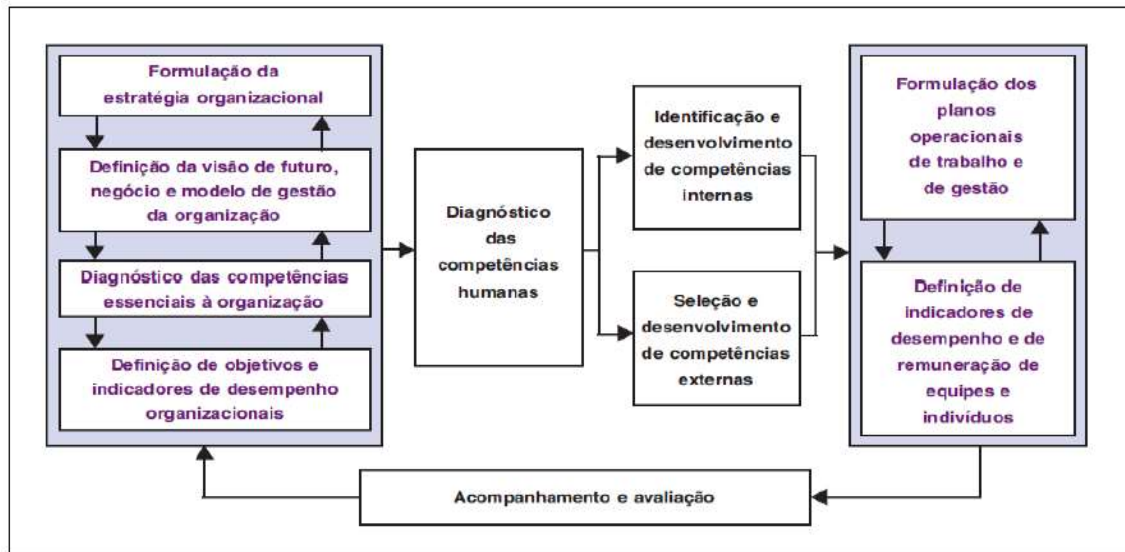 Formulação da
estratégia organizacional
Definição da visão de futuro,
negócio e modelo de gestão
da organização
Diagnóstico das competências
essenciais à organização
Definição de objetivos e
indicadores de desempenho
organizacionais
Diagnóstico
das
competências
humanas
Identificação e
desenvolvimento
de competências
internas
Seleção e
desenvolvimento
de competências
externas
Formulação dos
planos
operacionais
de trabalho e
de gestão
Definição de
indicadores de
desempenho e de
remuneração de
equipes e
indivíduos
Acompanhamento e avaliação